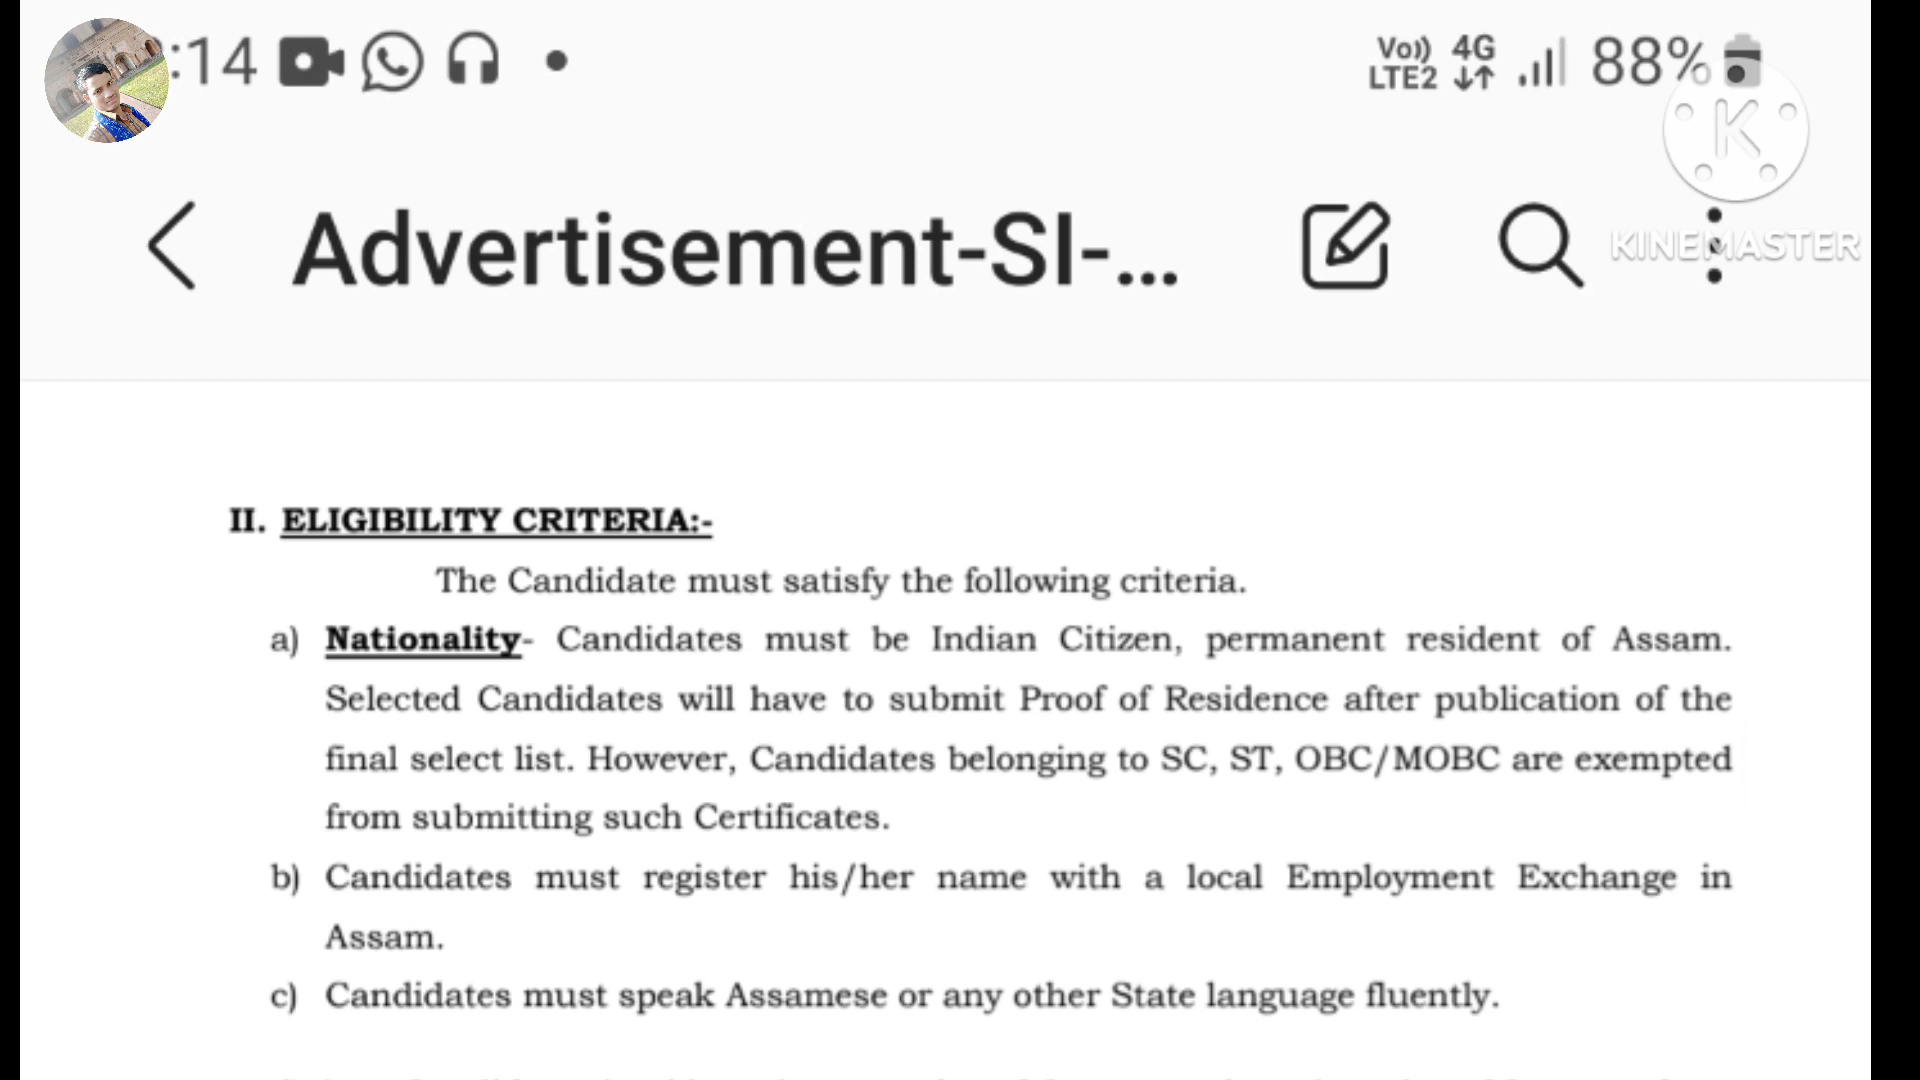 :14
Vo)) 4G
LTE2
88%
K
KINEMASTER
Advertisement-SI-...
II. ELIGIBILITY CRITERIA:-
The Candidate must satisfy the following criteria.
a) Nationality- Candidates must be Indian Citizen, permanent resident of Assam.
Selected Candidates will have to submit Proof of Residence after publication of the
final select list. However, Candidates belonging to SC, ST, OBC/MOBC are exempted
from submitting such Certificates.
b) Candidates must register his/her name with a local Employment Exchange in
Assam.
c) Candidates must speak Assamese or any other State language fluently.